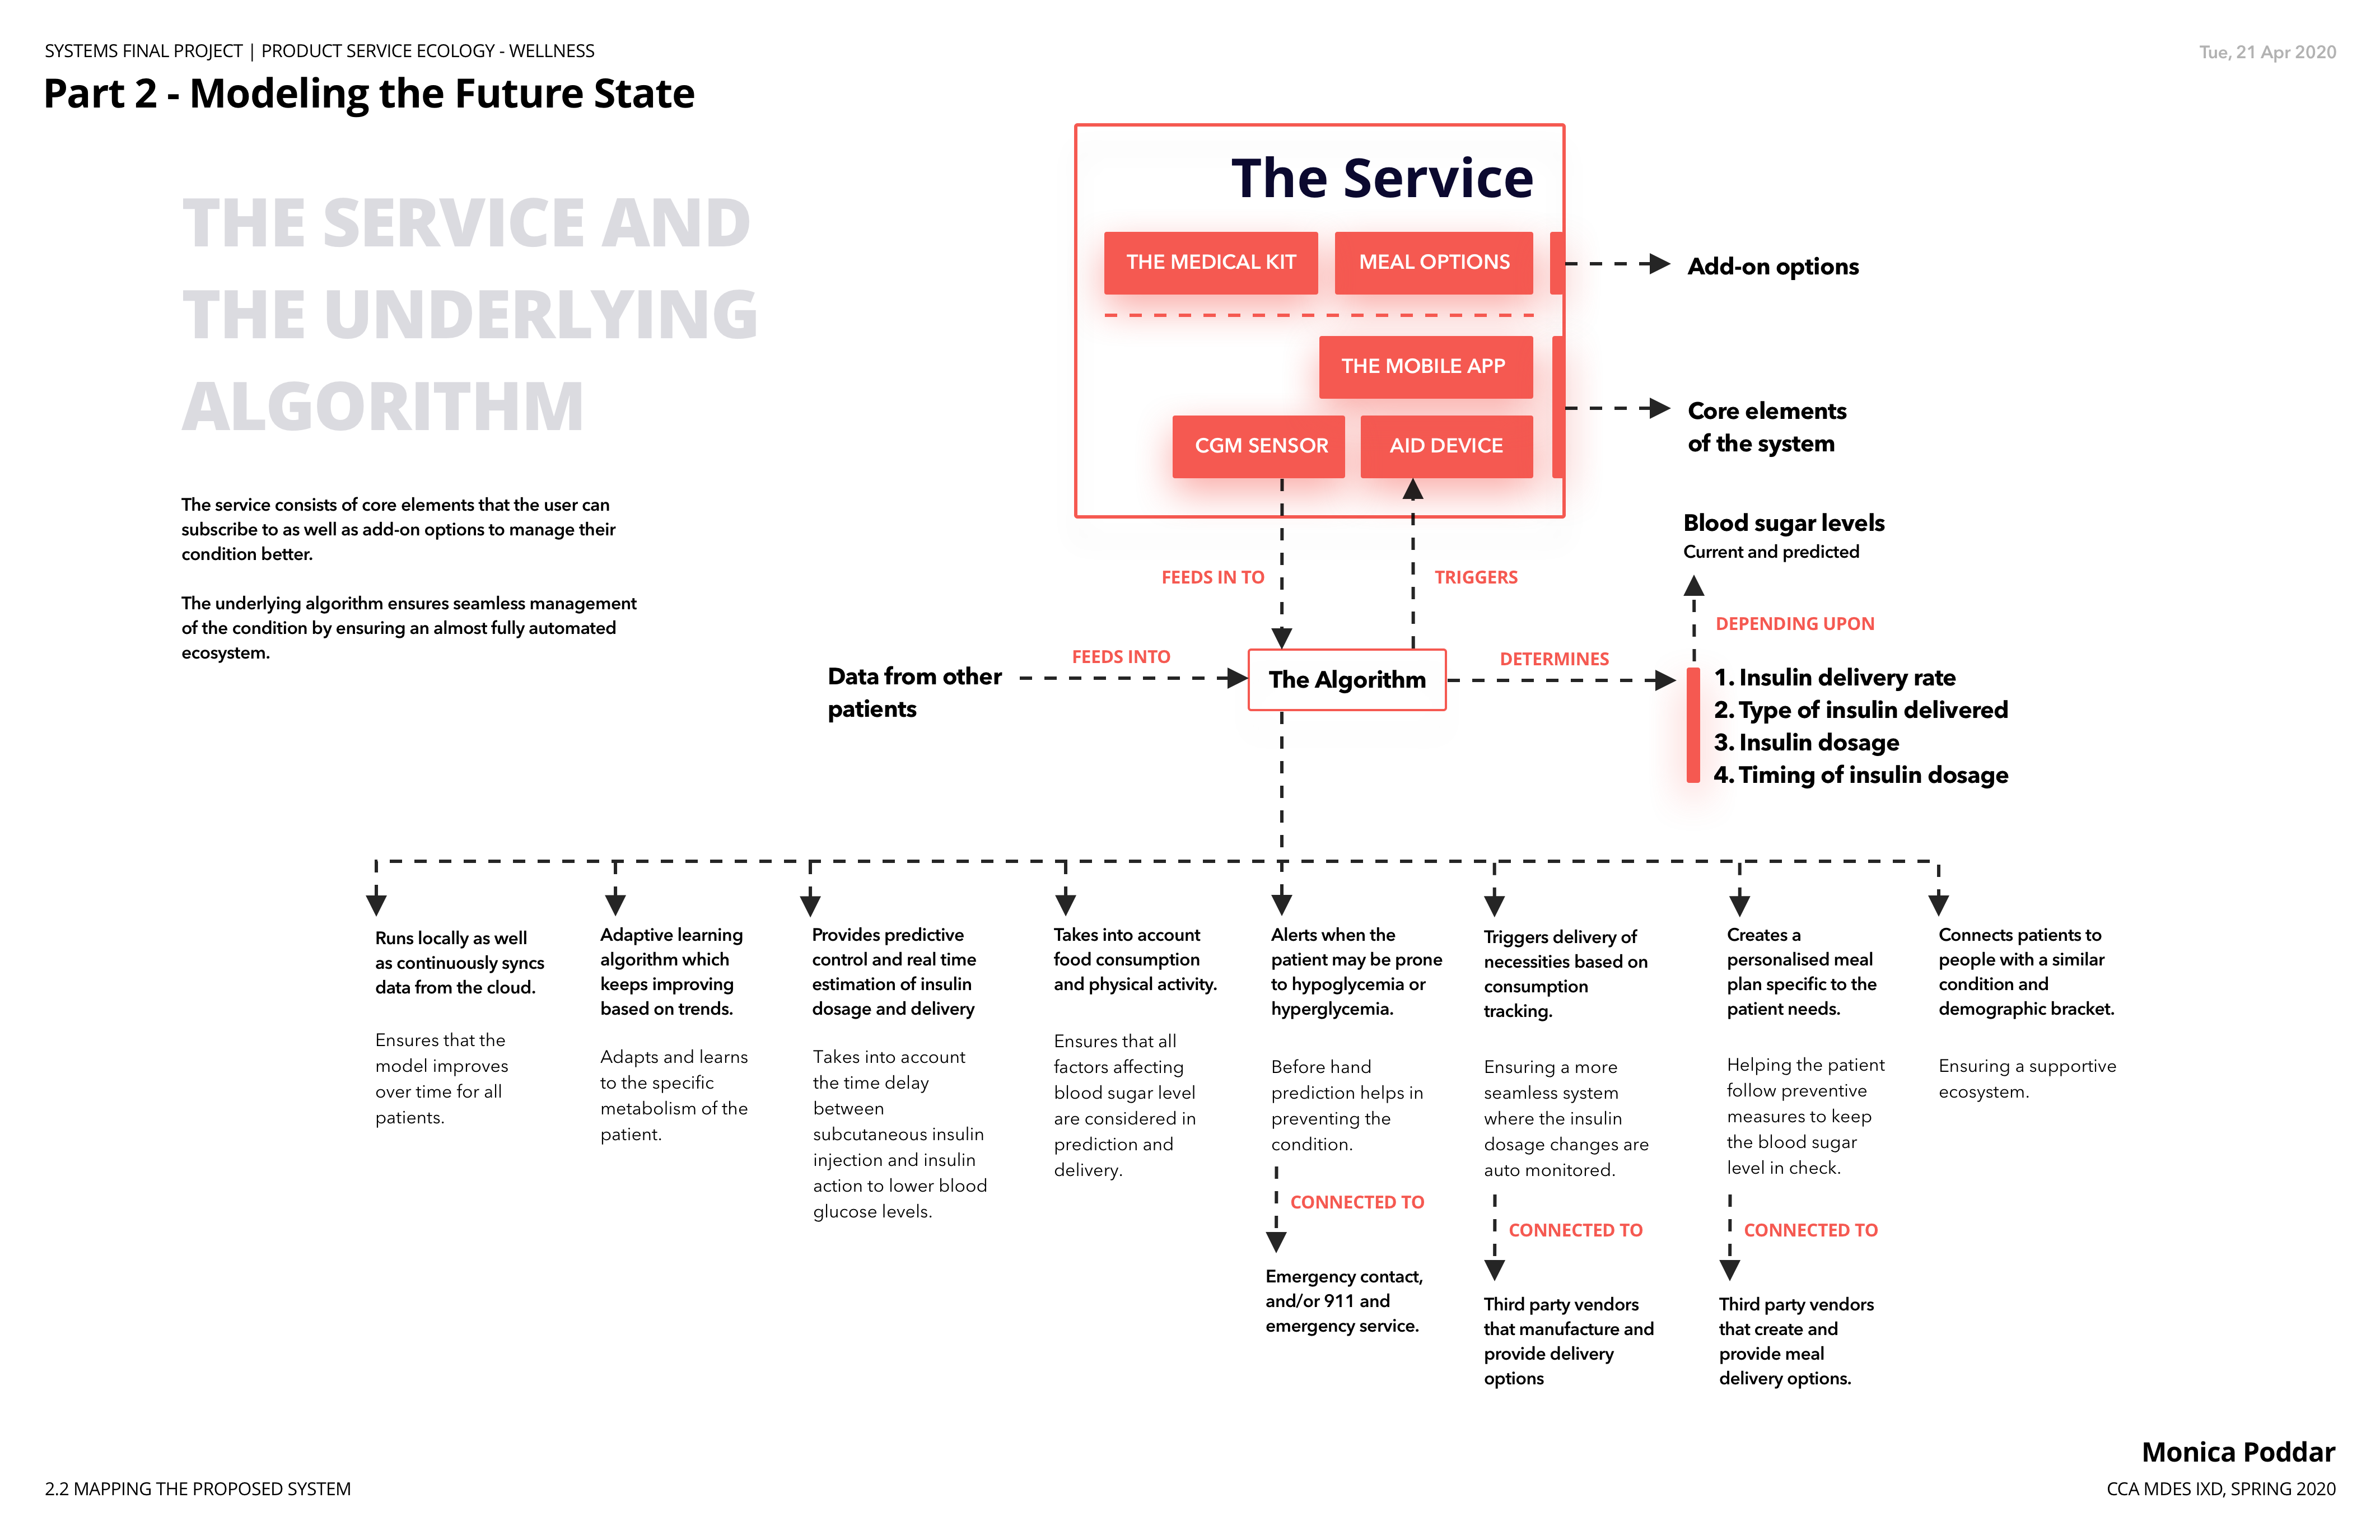 SYSTEMS FINAL PROJECT | PRODUCT SERVICE ECOLOGY - WELLNESS
Tue, 21 Apr 2020
Part 2 - Modeling the Future State
THE SERVICE AND
THE UNDERLYING
ALGORITHM
The service consists of core elements that the user can
subscribe to as well as add-on options to manage their
condition better.
The underlying algorithm ensures seamless management
of the condition by ensuring an almost fully automated
ecosystem.
The Service
THE MEDICAL KIT
MEAL OPTIONS
Add-on options
THE MOBILE APP
CGM SENSOR
AID DEVICE
Core elements
of the system
FEEDS IN TO
TRIGGERS
Blood sugar levels
Current and predicted
DEPENDING UPON
Data from other
patients
FEEDS INTO
The Algorithm
DETERMINES
1. Insulin delivery rate
2. Type of insulin delivered
3. Insulin dosage
4. Timing of insulin dosage
Runs locally as well
as continuously syncs
data from the cloud.
Ensures that the
model improves
over time for all
patients.
Adaptive learning
algorithm which
keeps improving
based on trends.
Adapts and learns
to the specific
metabolism of the
patient.
Provides predictive
control and real time
estimation of insulin
dosage and delivery
Takes into account
the time delay
between
subcutaneous insulin
injection and insulin
action to lower blood
glucose levels.
Takes into account
food consumption
and physical activity.
Ensures that all
factors affecting
blood sugar level
are considered in
prediction and
delivery.
Alerts when the
patient may be prone
to hypoglycemia or
hyperglycemia.
Before hand
prediction helps in
preventing the
condition.
CONNECTED TO
Emergency contact,
and/or 911 and
emergency service.
Triggers delivery of
necessities based on
consumption
tracking.
Ensuring a more
seamless system
where the insulin
dosage changes are
auto monitored.
CONNECTED TO
Third party vendors
that manufacture and
provide delivery
options
Creates a
personalised meal
plan specific to the
patient needs.
Helping the patient
follow preventive
measures to keep
the blood sugar
level in check.
CONNECTED TO
Third party vendors
that create and
provide meal
delivery options.
Connects patients to
people with a similar
condition and
demographic bracket.
Ensuring a supportive
ecosystem.
Monica Poddar
2.2 MAPPING THE PROPOSED SYSTEM
CCA MDES IXD, SPRING 2020